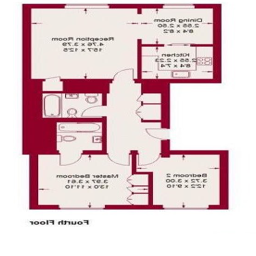 Dining Room
2.55 x 2.50
8'4 x 8'2
Reception Room
4.76 x 3.79
15'7 x 12'5
Kitchen
2.55 x 2.23
8'4 x 7'4
Master Bedroom
3.97 x 3.61
13'0 x 11'10
Bedroom 2
3.72 x 3.00
12'2 x 9'10
Fourth Floor